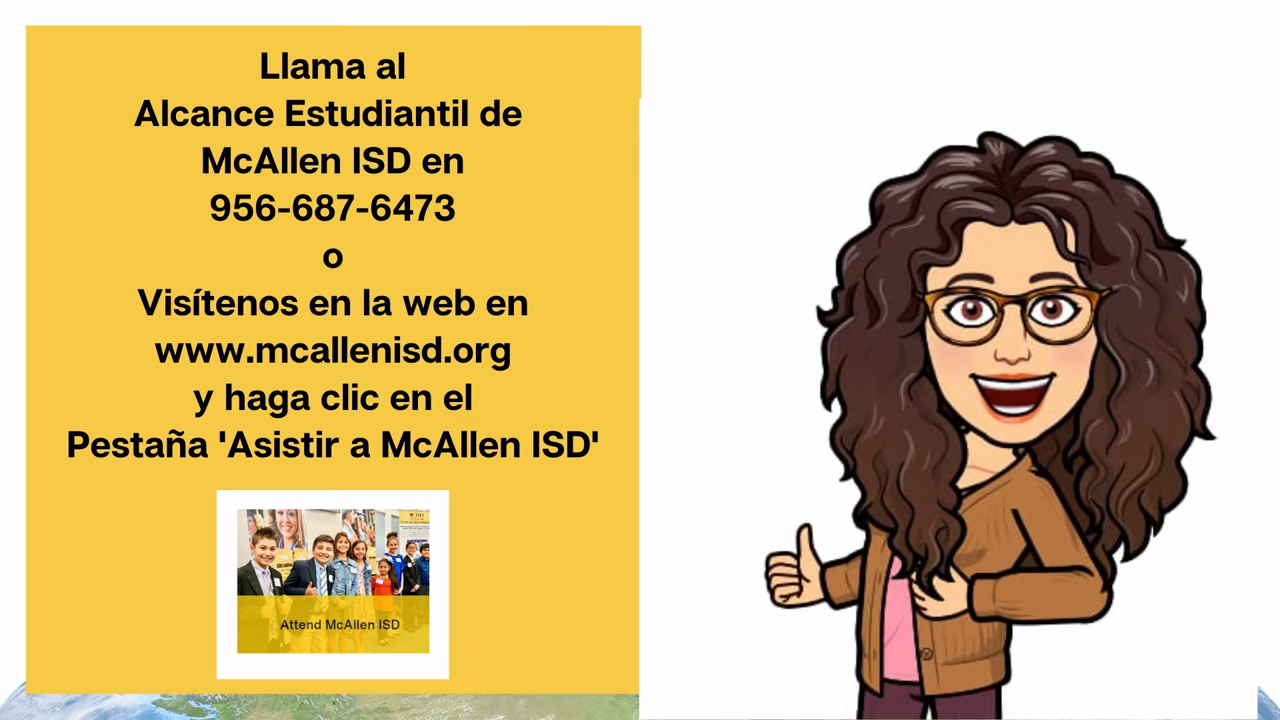 Llama al
Alcance Estudiantil de
McAllen ISD en
956-687-6473
o
Visítenos en la web en
www.mcallenisd.org
y haga clic en el
Pestaña 'Asistir a McAllen ISD'
Attend McAllen ISD